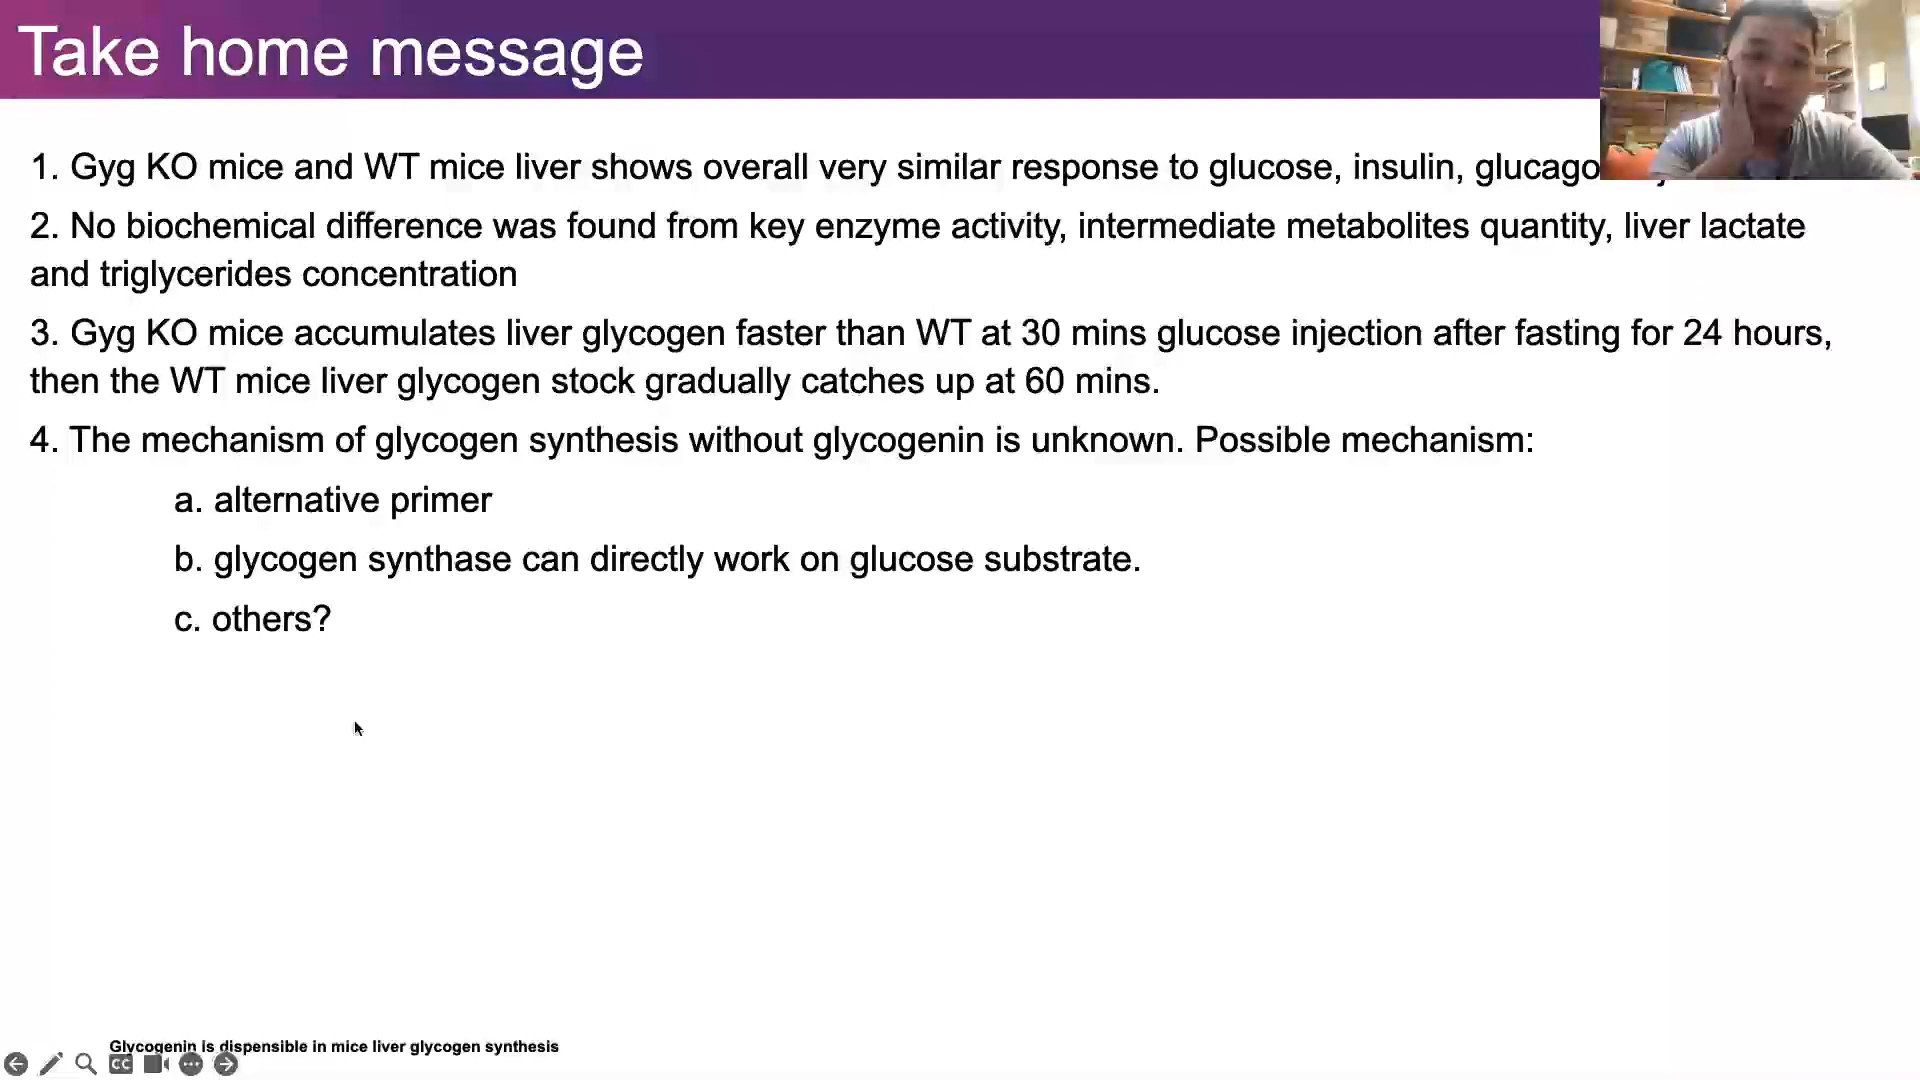 Take home message
1. Gyg KO mice and WT mice liver shows overall very similar response to glucose, insulin,
2. No biochemical difference was found from key enzyme activity, intermediate metabolites quantity, liver lactate
and triglycerides concentration
3. Gyg KO mice accumulates liver glycogen faster than WT at 30 mins glucose injection after fasting for 24 hours,
then the WT mice liver glycogen stock gradually catches up at 60 mins.
4. The mechanism of glycogen synthesis without glycogenin is unknown. Possible mechanism:
a. alternative primer
b. glycogen synthase can directly work on glucose substrate.
c. others?
Glycogenin is dispensible in mice liver glycogen synthesis
CC